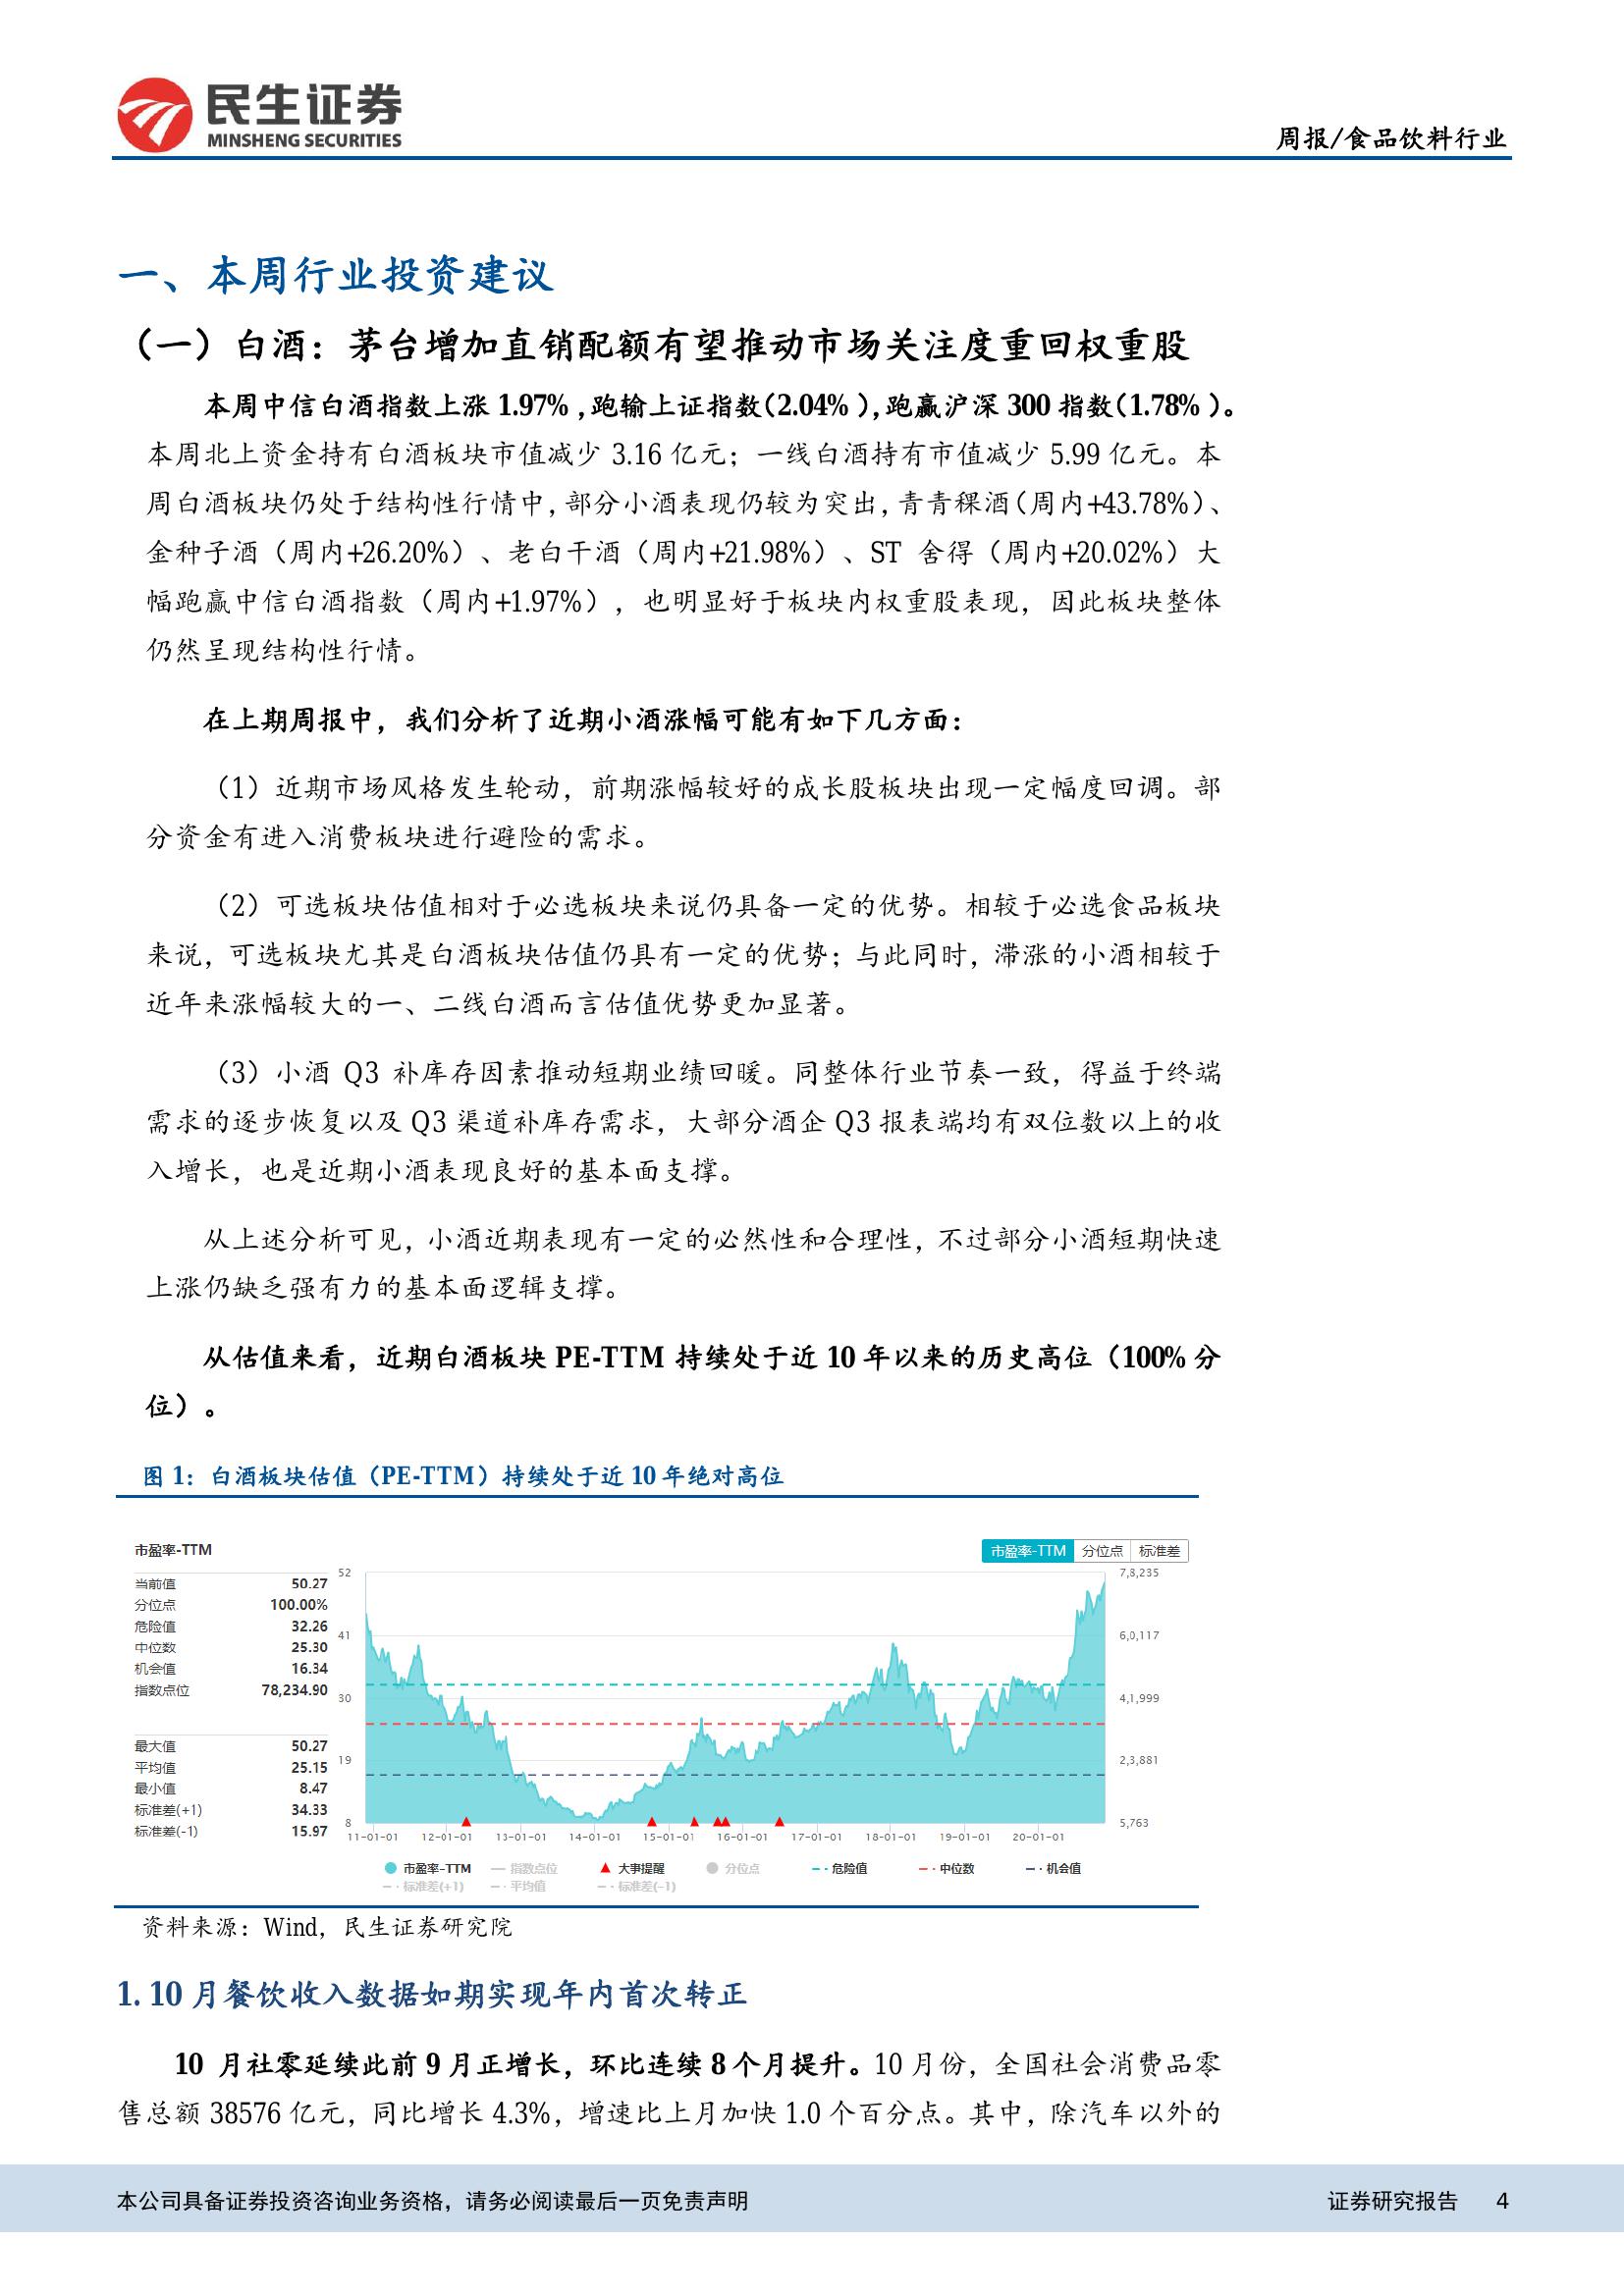 民生证券
MINSHENG SECURITIES
周报/食品饮料行业
一、本周行业投资建议
（一）白酒：茅台增加直销配额有望推动市场关注度重回权重股
本周中信白酒指数上涨 1.97%，跑输上证指数（2.04%），跑赢沪深 300 指数（1.78%）。
本周北上资金持有白酒板块市值减少 3.16 亿元；一线白酒持有市值减少 5.99 亿元。本
周白酒板块仍处于结构性行情中，部分小酒表现仍较为突出，青青稞酒（周内+43.78%）、
金种子酒（周内+26.20%）、老白干酒（周内+21.98%）、ST 舍得（周内+20.02%）大
幅跑赢中信白酒指数（周内+1.97%），也明显好于板块内权重股表现，因此板块整体
仍然呈现结构性行情。
在上期周报中，我们分析了近期小酒涨幅可能有如下几方面：
（1）近期市场风格发生轮动，前期涨幅较好的成长股板块出现一定幅度回调。部
分资金有进入消费板块进行避险的需求。
（2）可选板块估值相对于必选板块来说仍具备一定的优势。相较于必选食品板块
来说，可选板块尤其是白酒板块估值仍具有一定的优势；与此同时，滞涨的小酒相较于
近年来涨幅较大的一、二线白酒而言估值优势更加显著。
（3）小酒 Q3 补库存因素推动短期业绩回暖。同整体行业节奏一致，得益于终端
需求的逐步恢复以及 Q3 渠道补库存需求，大部分酒企 Q3 报表端均有双位数以上的收
入增长，也是近期小酒表现良好的基本面支撑。
从上述分析可见，小酒近期表现有一定的必然性和合理性，不过部分小酒短期快速
上涨仍缺乏强有力的基本面逻辑支撑。
从估值来看，近期白酒板块 PE-TTM 持续处于近 10 年以来的历史高位（100%分
位）。
图 1：白酒板块估值（PE-TTM）持续处于近 10 年绝对高位
市盈率-TTM
市盈率-TTM 分位点 标准差
当前值 50.27
分位点 100.00%
危险值 32.26
中位数 25.30
机会值 16.34
指数点位 78,234.90
最大值 50.27
平均值 25.15
最小值 8.47
标准差(+1) 34.33
标准差(-1) 15.97
52 7,8,235
41 6,0,117
30 4,1,999
19 2,3,881
8 5,763
11-01-01 12-01-01 13-01-01 14-01-01 15-01-01 16-01-01 17-01-01 18-01-01 19-01-01 20-01-01
市盈率-TTM 指数点位 大事提醒 分位点 危险值 中位数 机会值
标准差(+1) 平均值 标准差(-1)
资料来源：Wind，民生证券研究院
1. 10 月餐饮收入数据如期实现年内首次转正
10 月社零延续此前 9 月正增长，环比连续 8 个月提升。10 月份，全国社会消费品零
售总额 38576 亿元，同比增长 4.3%，增速比上月加快 1.0 个百分点。其中，除汽车以外的
本公司具备证券投资咨询业务资格，请务必阅读最后一页免责声明
证券研究报告 4